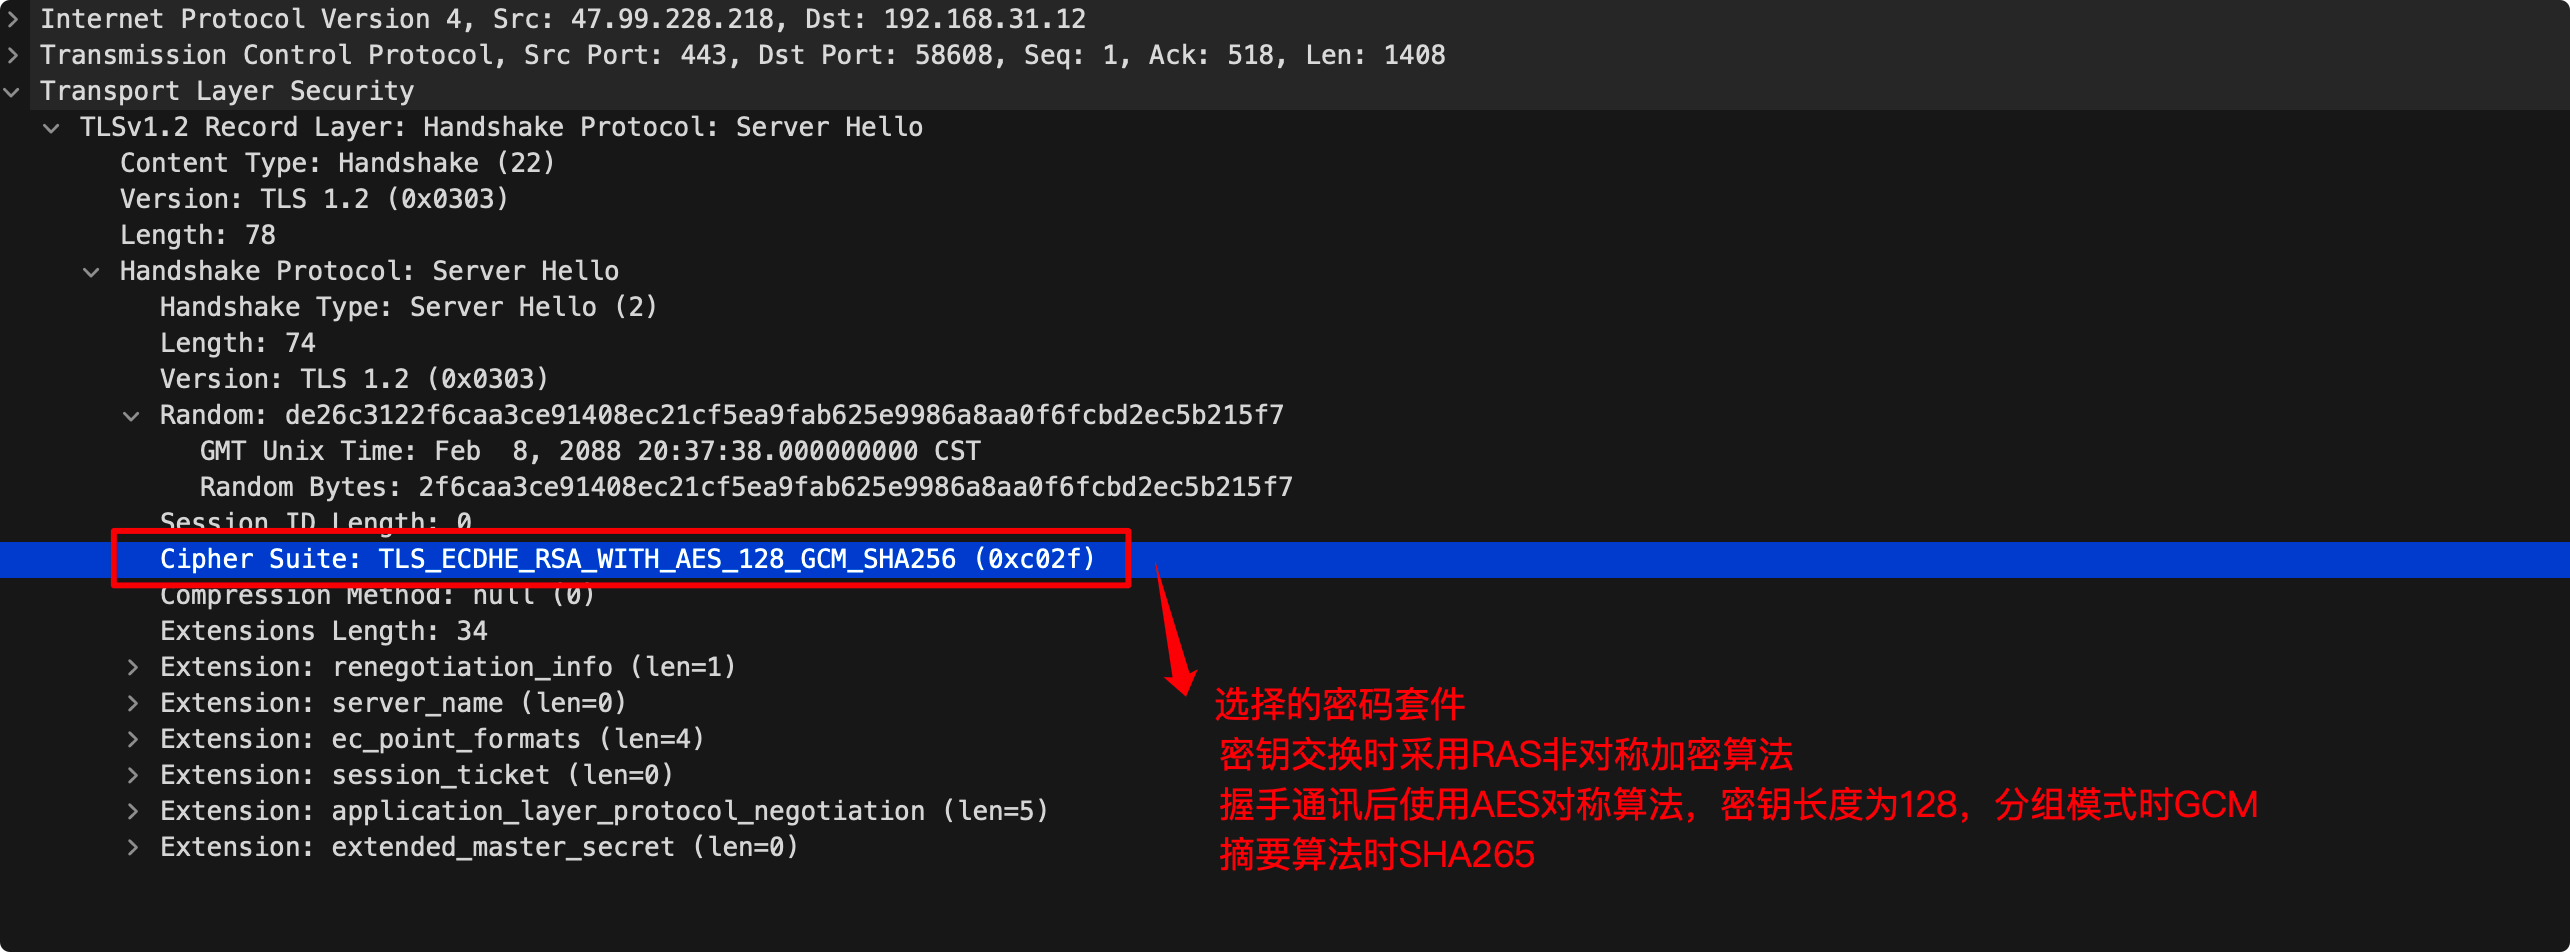 Internet Protocol Version 4, Src: 47.99.228.218, Dst: 192.168.31.12
Transmission Control Protocol, Src Port: 443, Dst Port: 58608, Seq: 1, Ack: 518, Len: 1408
Transport Layer Security
TLSv1.2 Record Layer: Handshake Protocol: Server Hello
Content Type: Handshake (22)
Version: TLS 1.2 (0x0303)
Length: 78
Handshake Protocol: Server Hello
Handshake Type: Server Hello (2)
Length: 74
Version: TLS 1.2 (0x0303)
Random: de26c3122f6caa3ce91408ec21cf5ea9fab625e9986a8aa0f6fcbd2ec5b215f7
GMT Unix Time: Feb  8, 2088 20:37:38.000000000 CST
Random Bytes: 2f6caa3ce91408ec21cf5ea9fab625e9986a8aa0f6fcbd2ec5b215f7
Session ID Length: 0
Cipher Suite: TLS_ECDHE_RSA_WITH_AES_128_GCM_SHA256 (0xc02f)
Compression Method: null (0)
Extensions Length: 34
Extension: renegotiation_info (len=1)
Extension: server_name (len=0)
Extension: ec_point_formats (len=4)
Extension: session_ticket (len=0)
Extension: application_layer_protocol_negotiation (len=5)
Extension: extended_master_secret (len=0)
选择的密码套件
密钥交换时采用RAS非对称加密算法
握手通讯后使用AES对称算法，密钥长度为128，分组模式时GCM
摘要算法时SHA265